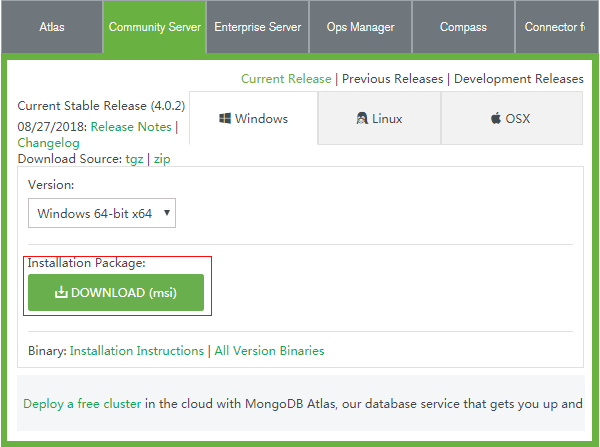 Atlas Community Server Enterprise Server Ops Manager Compass Connector fo
Current Release | Previous Releases | Development Releases
Current Stable Release (4.0.2)
08/27/2018: Release Notes |
Changelog
Download Source: tgz | zip
Windows Linux OSX
Version:
Windows 64-bit x64
Installation Package:
DOWNLOAD (msi)
Binary: Installation Instructions | All Version Binaries
Deploy a free cluster in the cloud with MongoDB Atlas, our database service that gets you up and